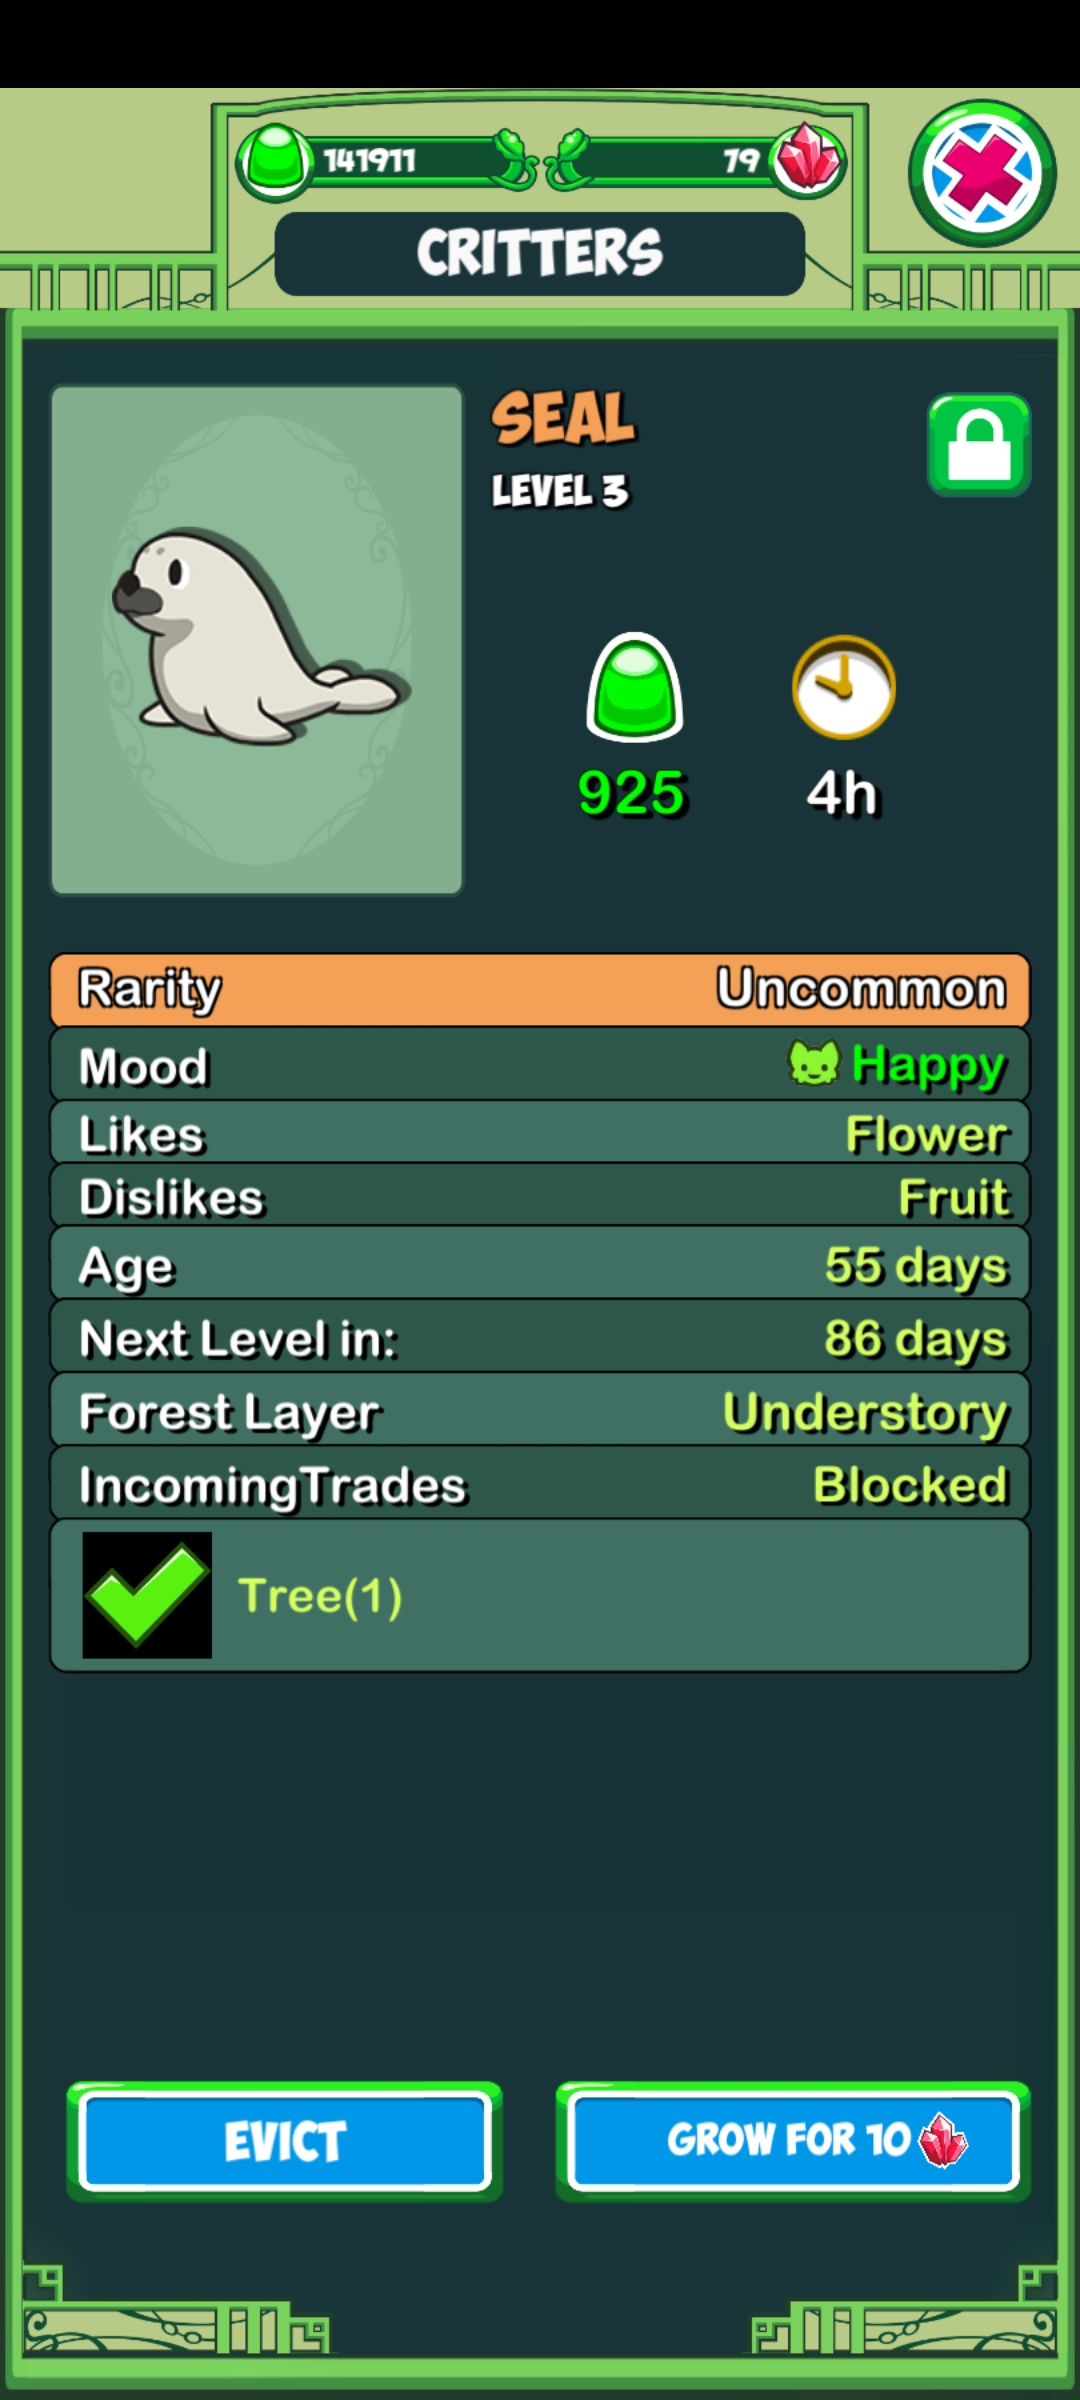 141911
79
CRITTERS
SEAL
LEVEL 3
925
4h
Rarity Uncommon
Mood Happy
Likes Flower
Dislikes Fruit
Age 55 days
Next Level in: 86 days
Forest Layer Understory
IncomingTrades Blocked
Tree(1)
EVICT
GROW FOR 10